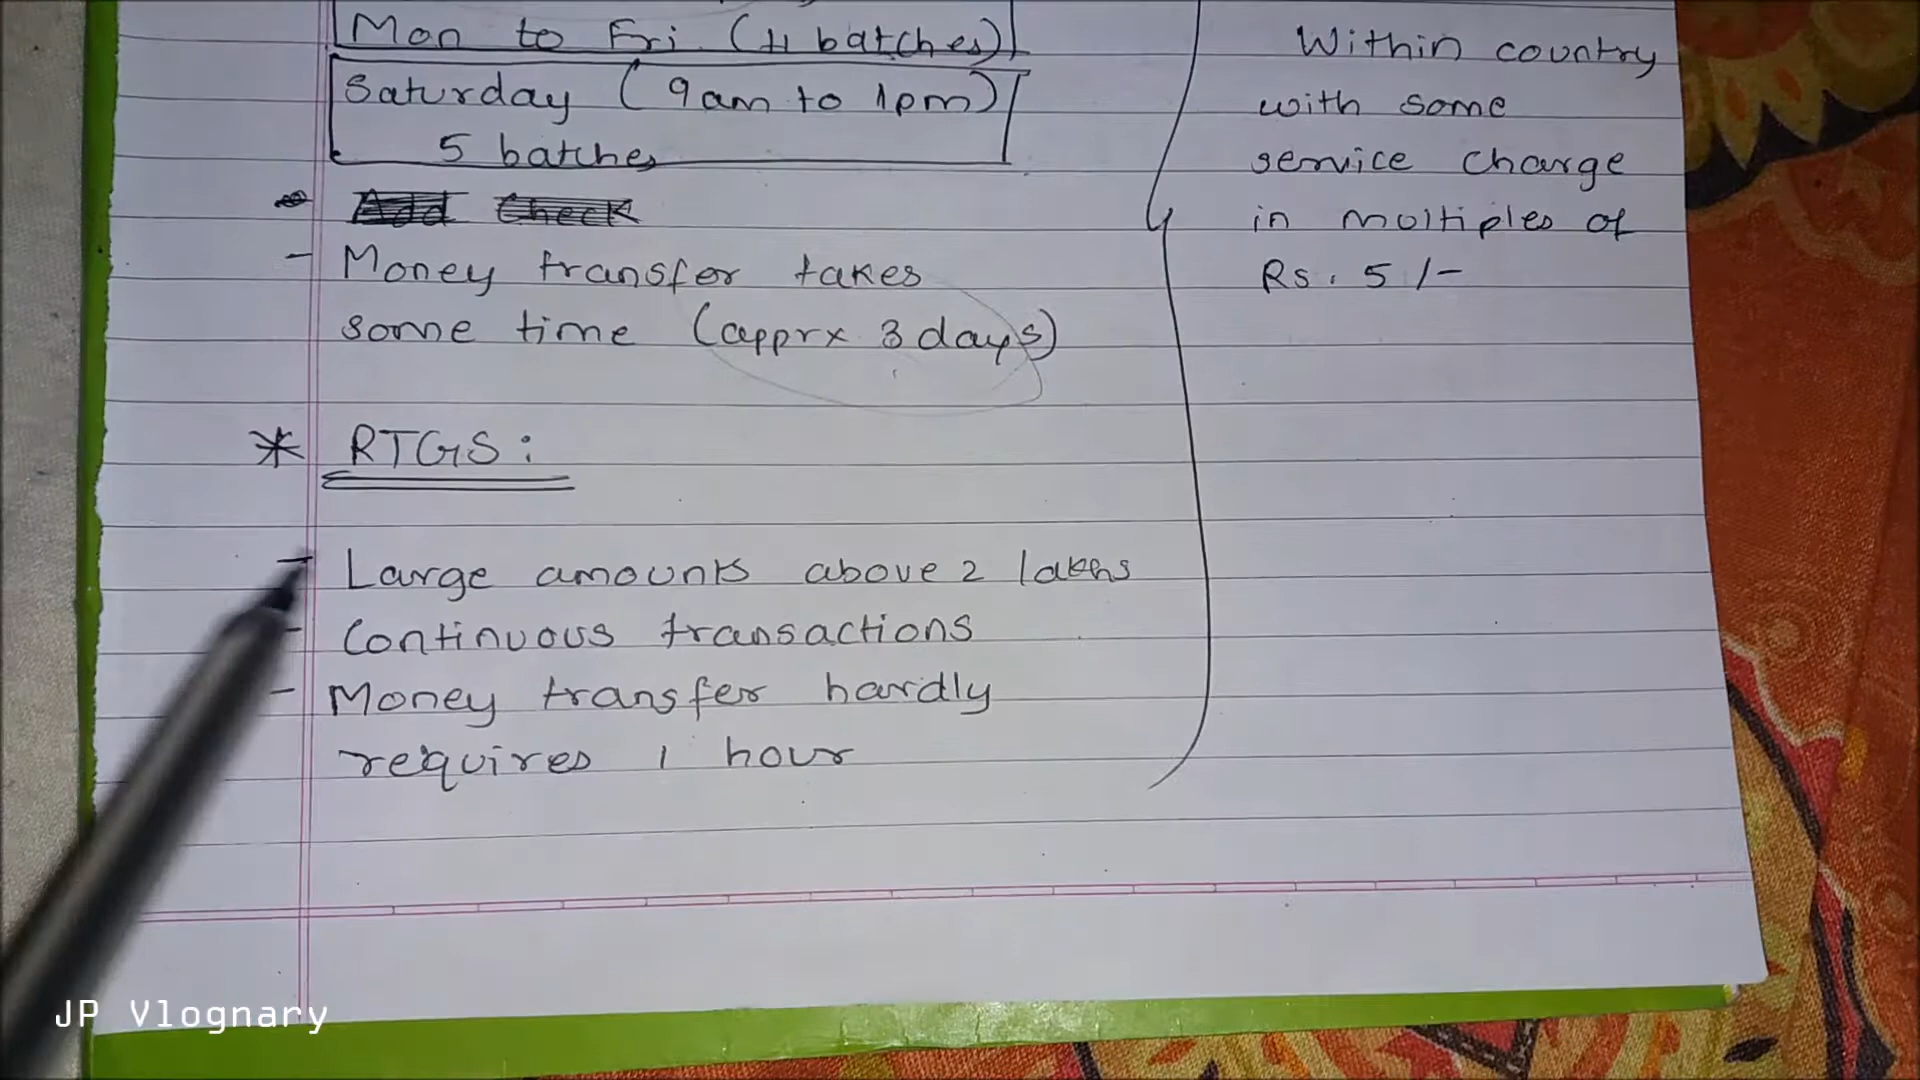 Mon to Fri (11 batches)
Saturday (9am to 1pm)
5 batches
Add Check
- Money transfer takes
some time (apprx 3 days)
* RTGS:
- Large amounts above 2 lakhs
- Continuous transactions
- Money transfer hardly
requires 1 hour
Within country
with some
service charge
in multiples of
Rs. 5/-
JP Vlognary